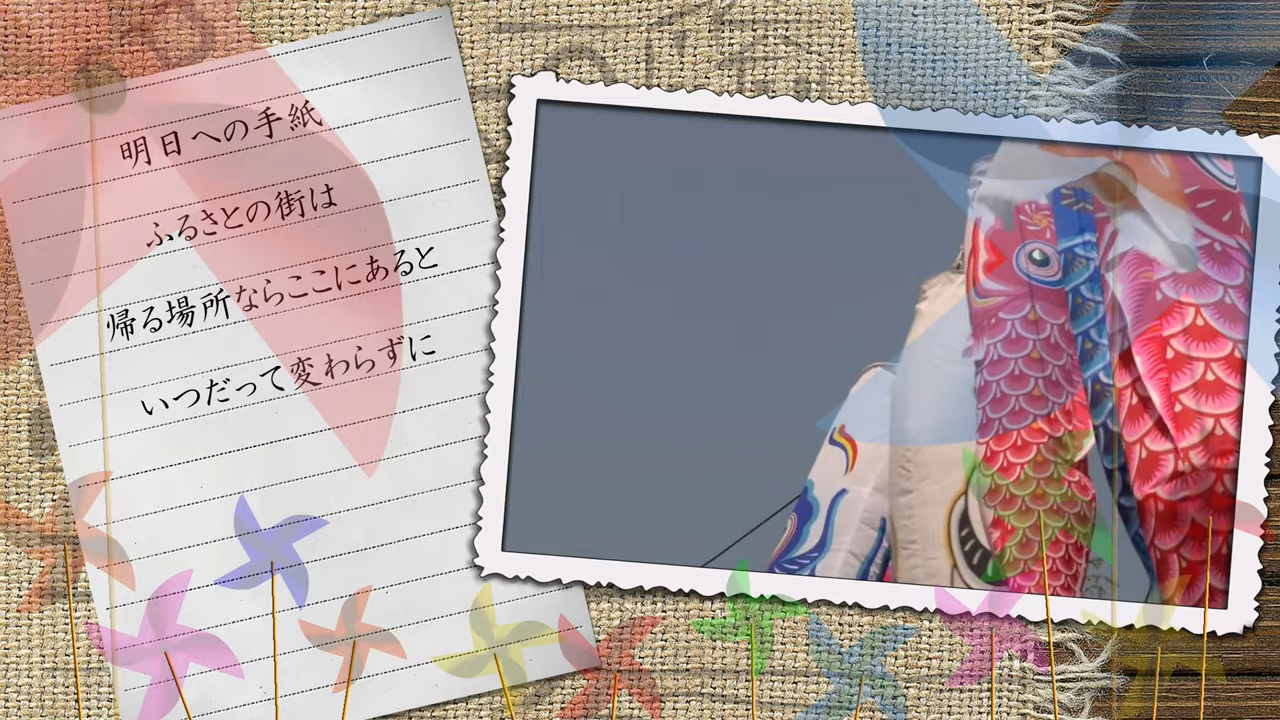 明日への手紙
ふるさとの街は
帰る場所ならここにあると
いつだって変わらずに